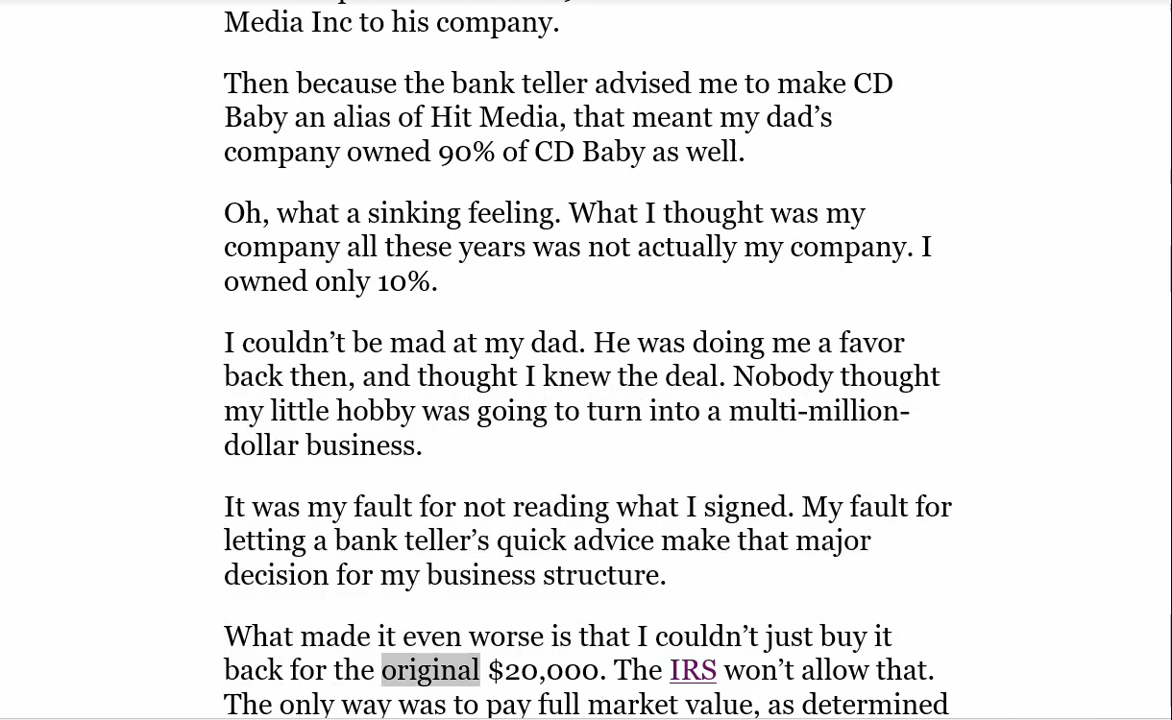 Media Inc to his company.
Then because the bank teller advised me to make CD
Baby an alias of Hit Media, that meant my dad’s
company owned 90% of CD Baby as well.
Oh, what a sinking feeling. What I thought was my
company all these years was not actually my company. I
owned only 10%.
I couldn’t be mad at my dad. He was doing me a favor
back then, and thought I knew the deal. Nobody thought
my little hobby was going to turn into a multi-million-
dollar business.
It was my fault for not reading what I signed. My fault for
letting a bank teller’s quick advice make that major
decision for my business structure.
What made it even worse is that I couldn’t just buy it
back for the original $20,000. The IRS won’t allow that.
The only way was to pay full market value, as determined